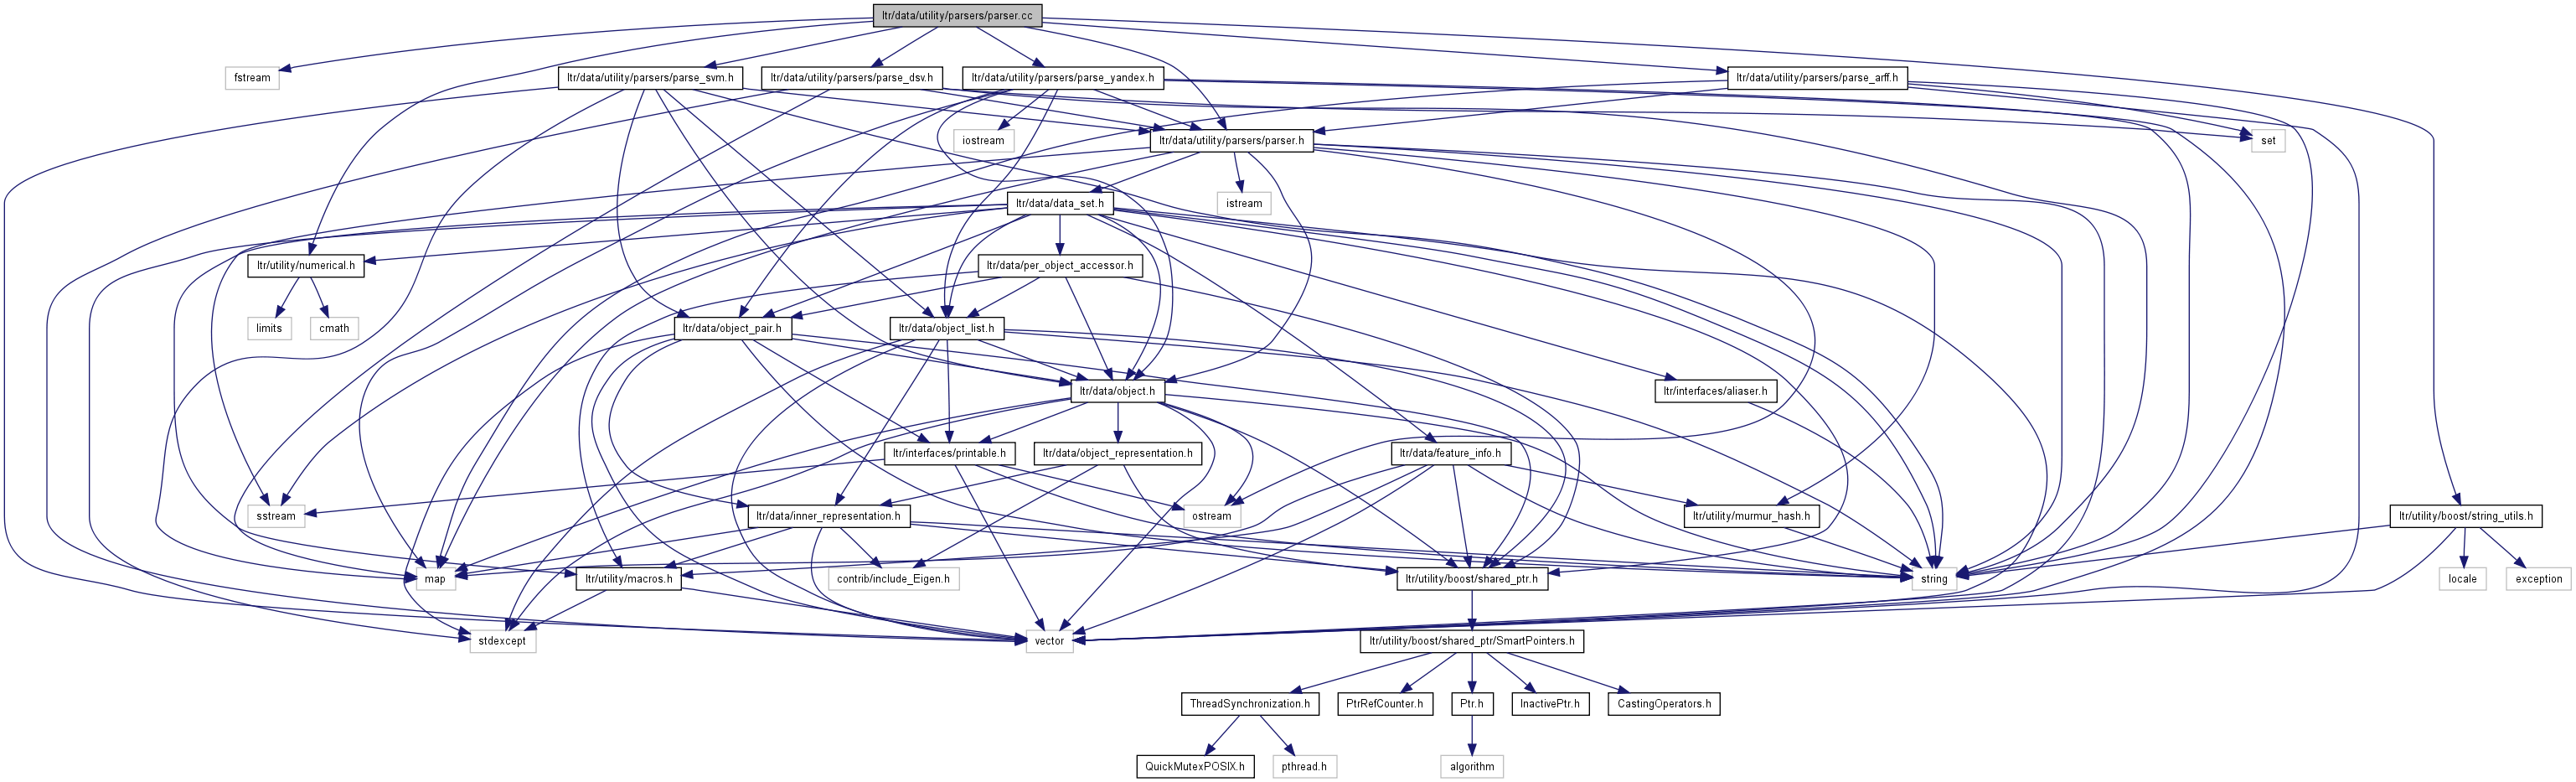 ltr/data/utility/parsers/parser.cc
fstream
ltr/data/utility/parsers/parse_svm.h
ltr/data/utility/parsers/parse_dsv.h
ltr/data/utility/parsers/parse_yandex.h
ltr/data/utility/parsers/parse_arff.h
iostream
ltr/data/utility/parsers/parser.h
set
ltr/data/data_set.h
istream
ltr/utility/numerical.h
ltr/data/per_object_accessor.h
limits
cmath
ltr/data/object_pair.h
ltr/data/object_list.h
ltr/data/object.h
ltr/interfaces/aliaser.h
ltr/interfaces/printable.h
ltr/data/object_representation.h
ltr/data/feature_info.h
sstream
ltr/data/inner_representation.h
ostream
ltr/utility/murmur_hash.h
ltr/utility/boost/string_utils.h
map
ltr/utility/macros.h
contrib/include_Eigen.h
ltr/utility/boost/shared_ptr.h
string
locale
exception
stdexcept
vector
ltr/utility/boost/shared_ptr/SmartPointers.h
ThreadSynchronization.h
PtrRefCounter.h
Ptr.h
InactivePtr.h
CastingOperators.h
QuickMutexPOSIX.h
pthread.h
algorithm